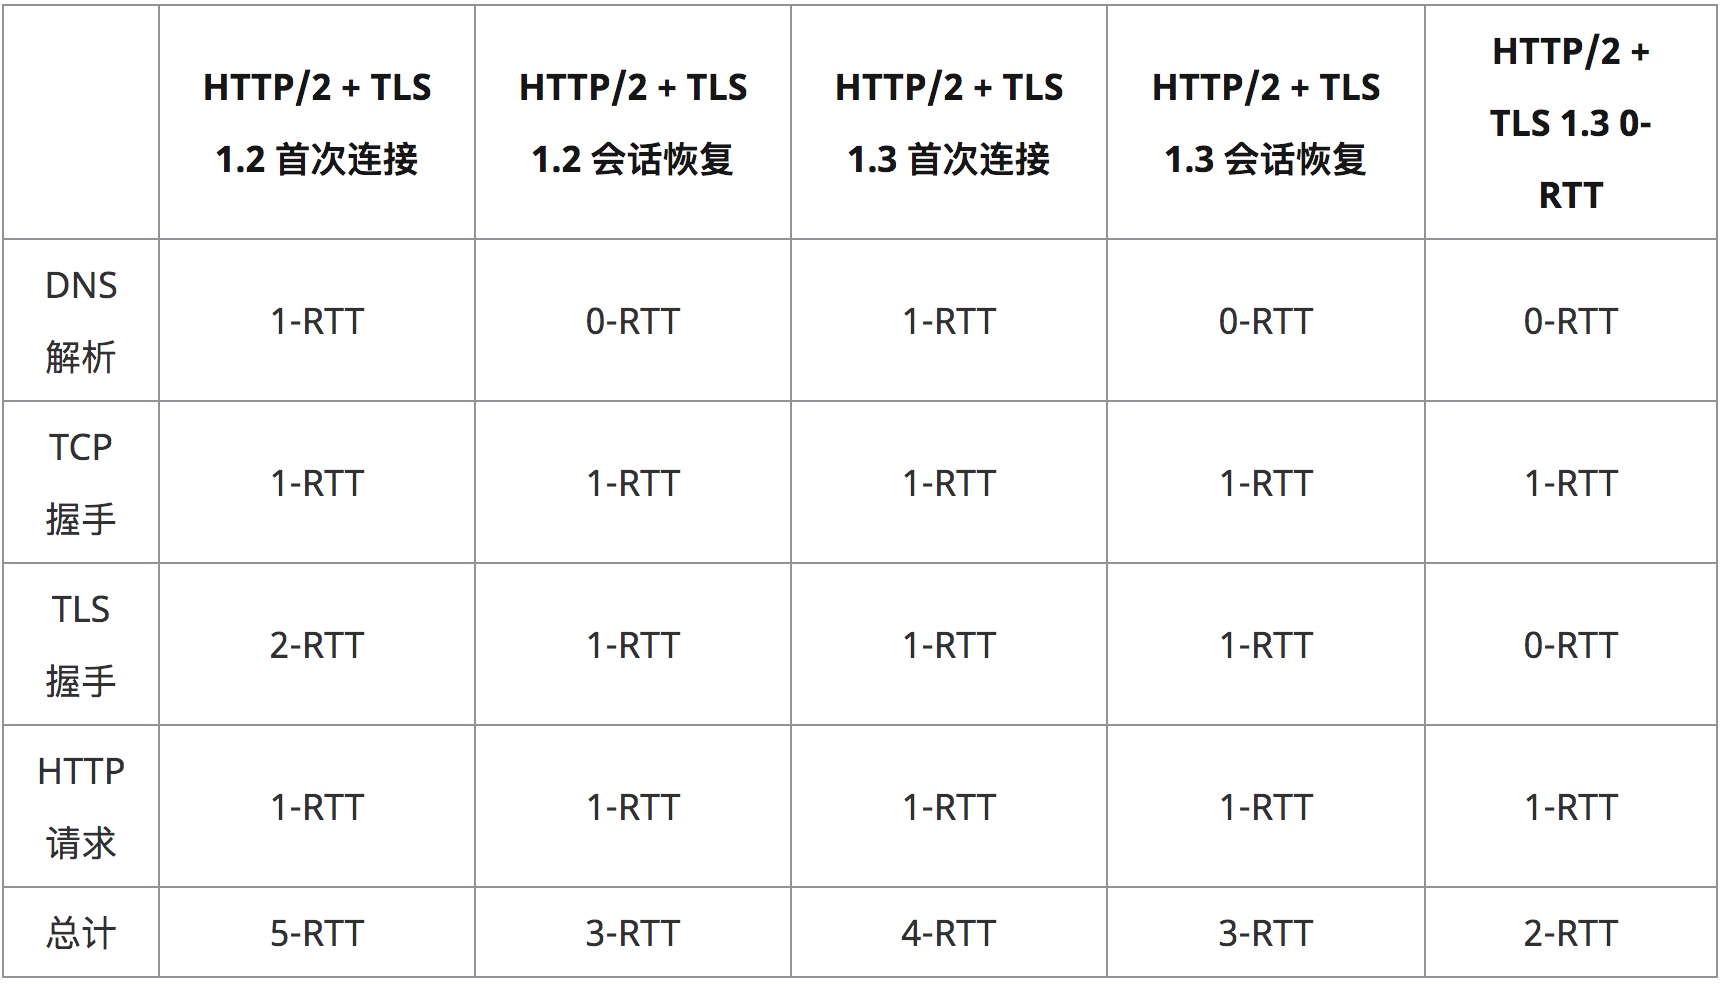 HTTP/2 + TLS
1.2 首次连接
HTTP/2 + TLS
1.2 会话恢复
HTTP/2 + TLS
1.3 首次连接
HTTP/2 + TLS
1.3 会话恢复
HTTP/2 +
TLS 1.3 0-
RTT
DNS
解析
1-RTT
0-RTT
1-RTT
0-RTT
0-RTT
TCP
握手
1-RTT
1-RTT
1-RTT
1-RTT
1-RTT
TLS
握手
2-RTT
1-RTT
1-RTT
1-RTT
0-RTT
HTTP
请求
1-RTT
1-RTT
1-RTT
1-RTT
1-RTT
总计
5-RTT
3-RTT
4-RTT
3-RTT
2-RTT